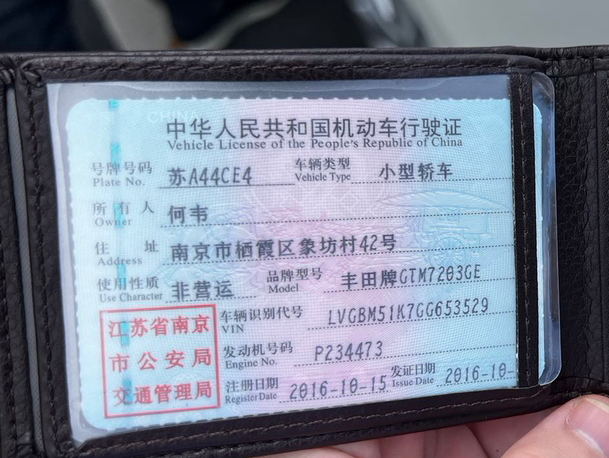 中华人民共和国机动车行驶证
Vehicle License of the People's Republic of China
号牌号码 苏A44CE4 车辆类型 小型轿车
Plate No. Vehicle Type
所有人 何韦
Owner
住址 南京市栖霞区象坊村42号
Address
使用性质 非营运 品牌型号 丰田牌GTM7203GE
Use Character Model
江苏省南京
市公安局
交通管理局
车辆识别代号 LVGBM51K7GG653529
VIN
发动机号码 P234473
Engine No.
注册日期 2016-10-15 发证日期 2016-10-
Register Date Issue Date